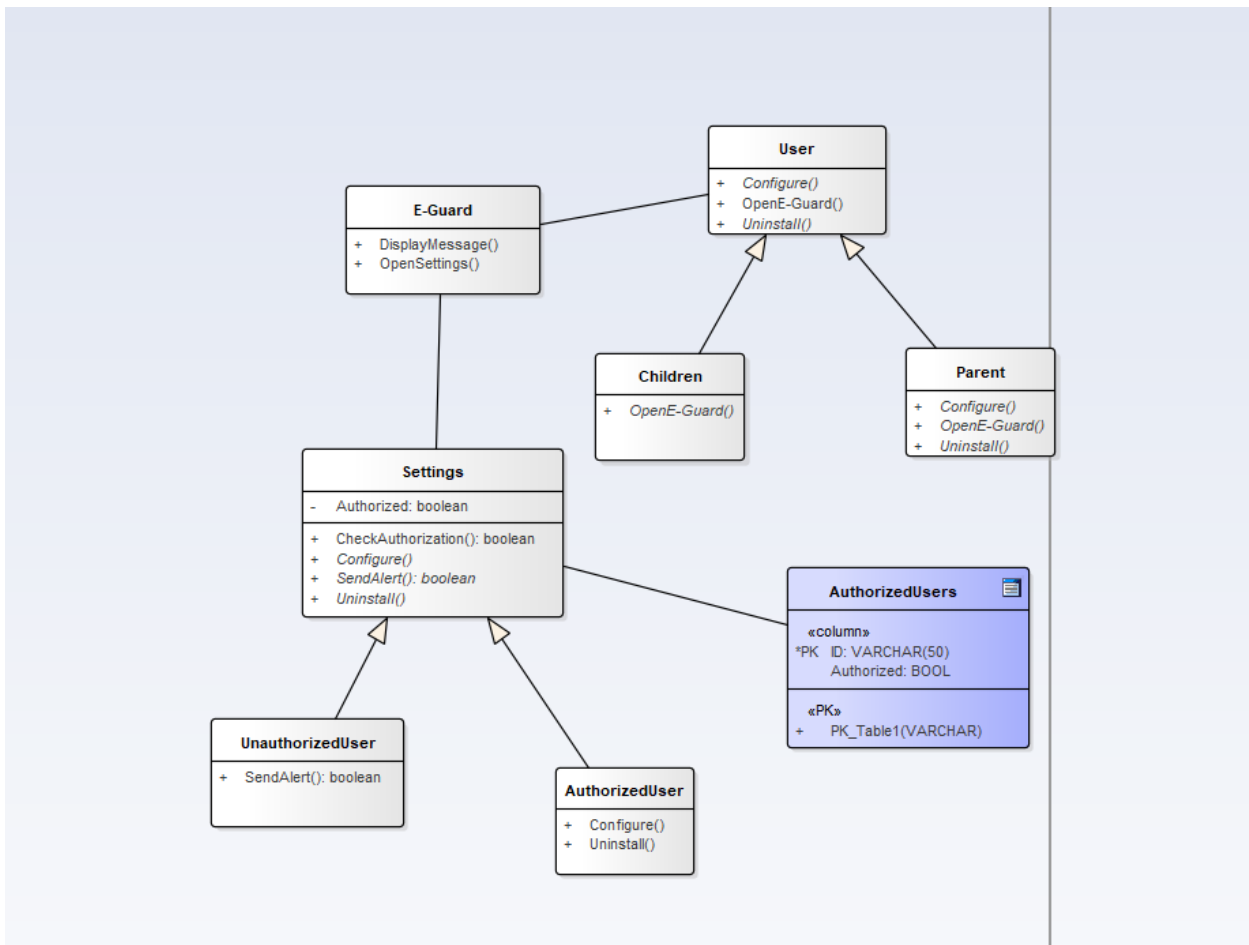 User
+ Configure()
+ OpenE-Guard()
+ Uninstall()
E-Guard
+ DisplayMessage()
+ OpenSettings()
Children
+ OpenE-Guard()
Parent
+ Configure()
+ OpenE-Guard()
+ Uninstall()
Settings
- Authorized: boolean
+ CheckAuthorization(): boolean
+ Configure()
+ SendAlert(): boolean
+ Uninstall()
AuthorizedUsers
«column»
*PK ID: VARCHAR(50)
Authorized: BOOL
«PK»
+ PK_Table1(VARCHAR)
UnauthorizedUser
+ SendAlert(): boolean
AuthorizedUser
+ Configure()
+ Uninstall()